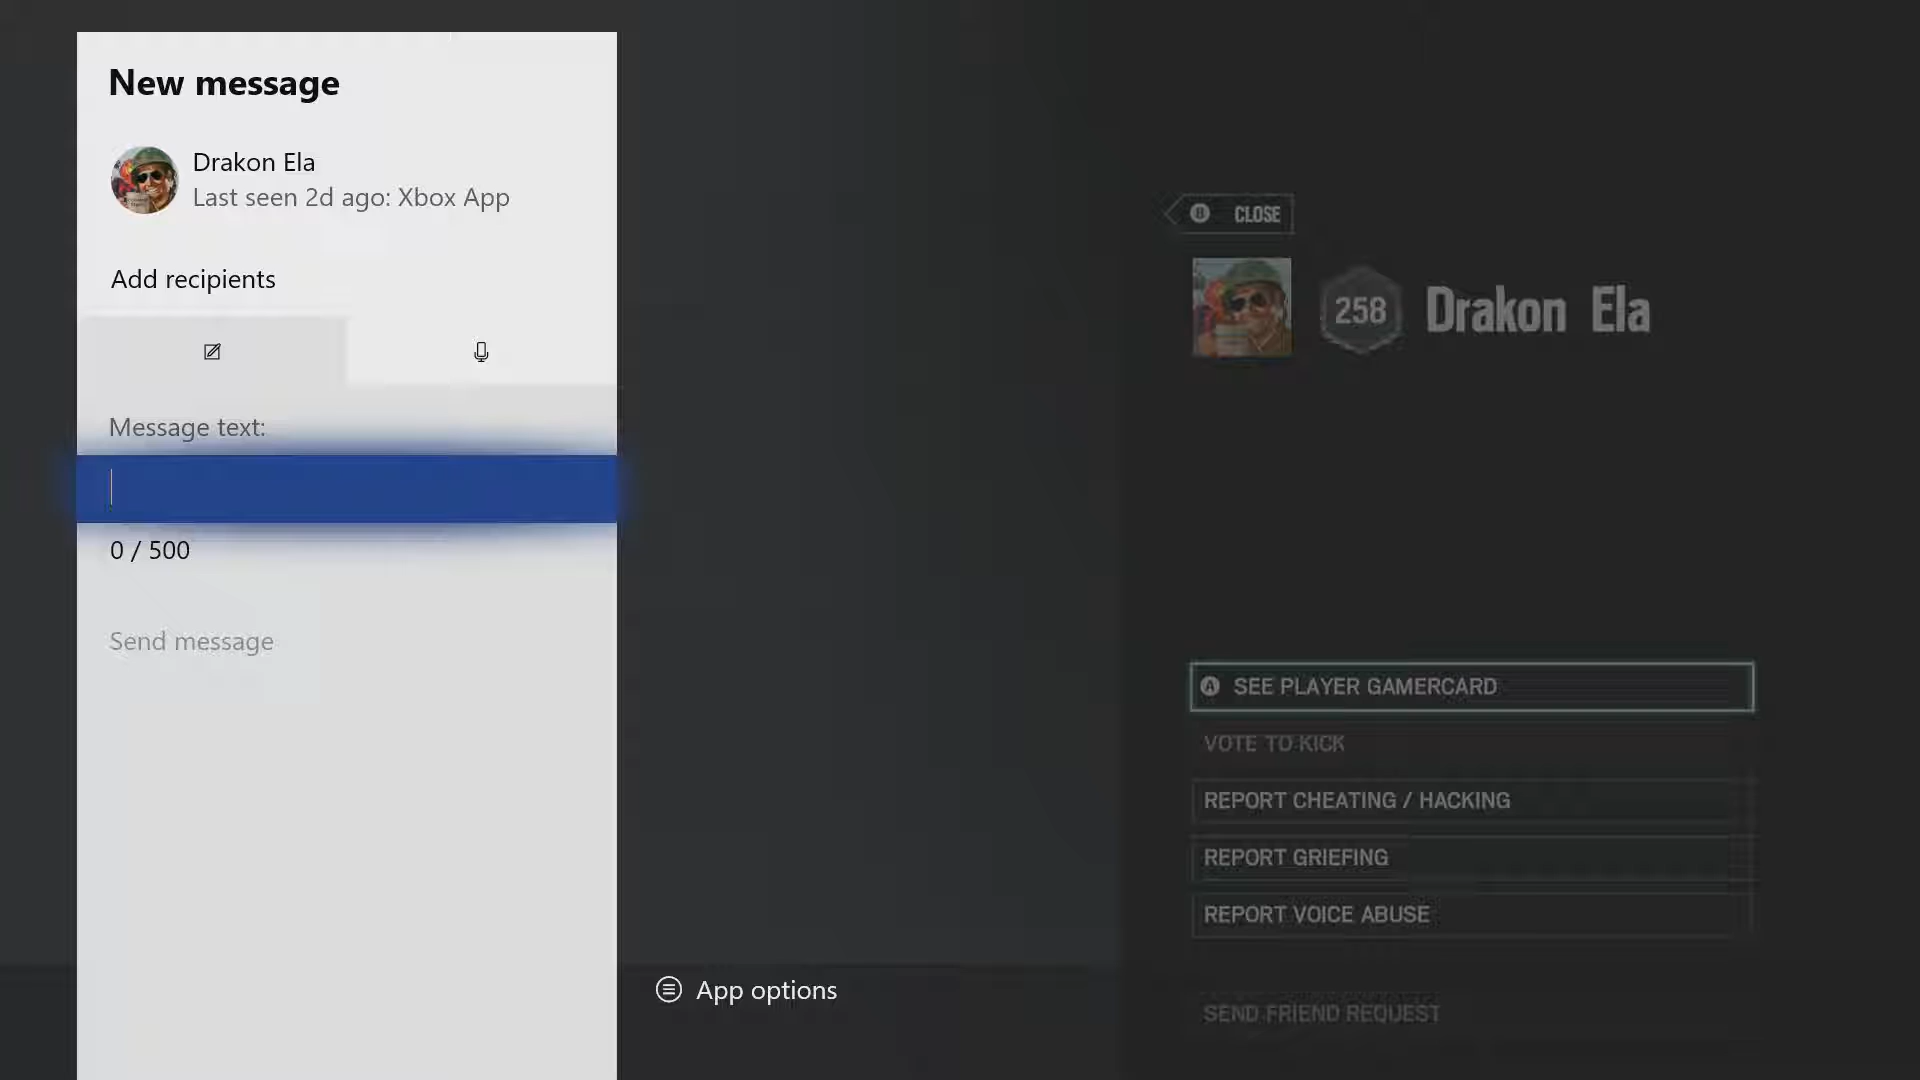 New message
Drakon Ela
Last seen 2d ago: Xbox App
Add recipients
Message text:
0 / 500
Send message
App options
B CLOSE
258 Drakon Ela
A SEE PLAYER GAMERCARD
VOTE TO KICK
REPORT CHEATING / HACKING
REPORT GRIEFING
REPORT VOICE ABUSE
SEND FRIEND REQUEST